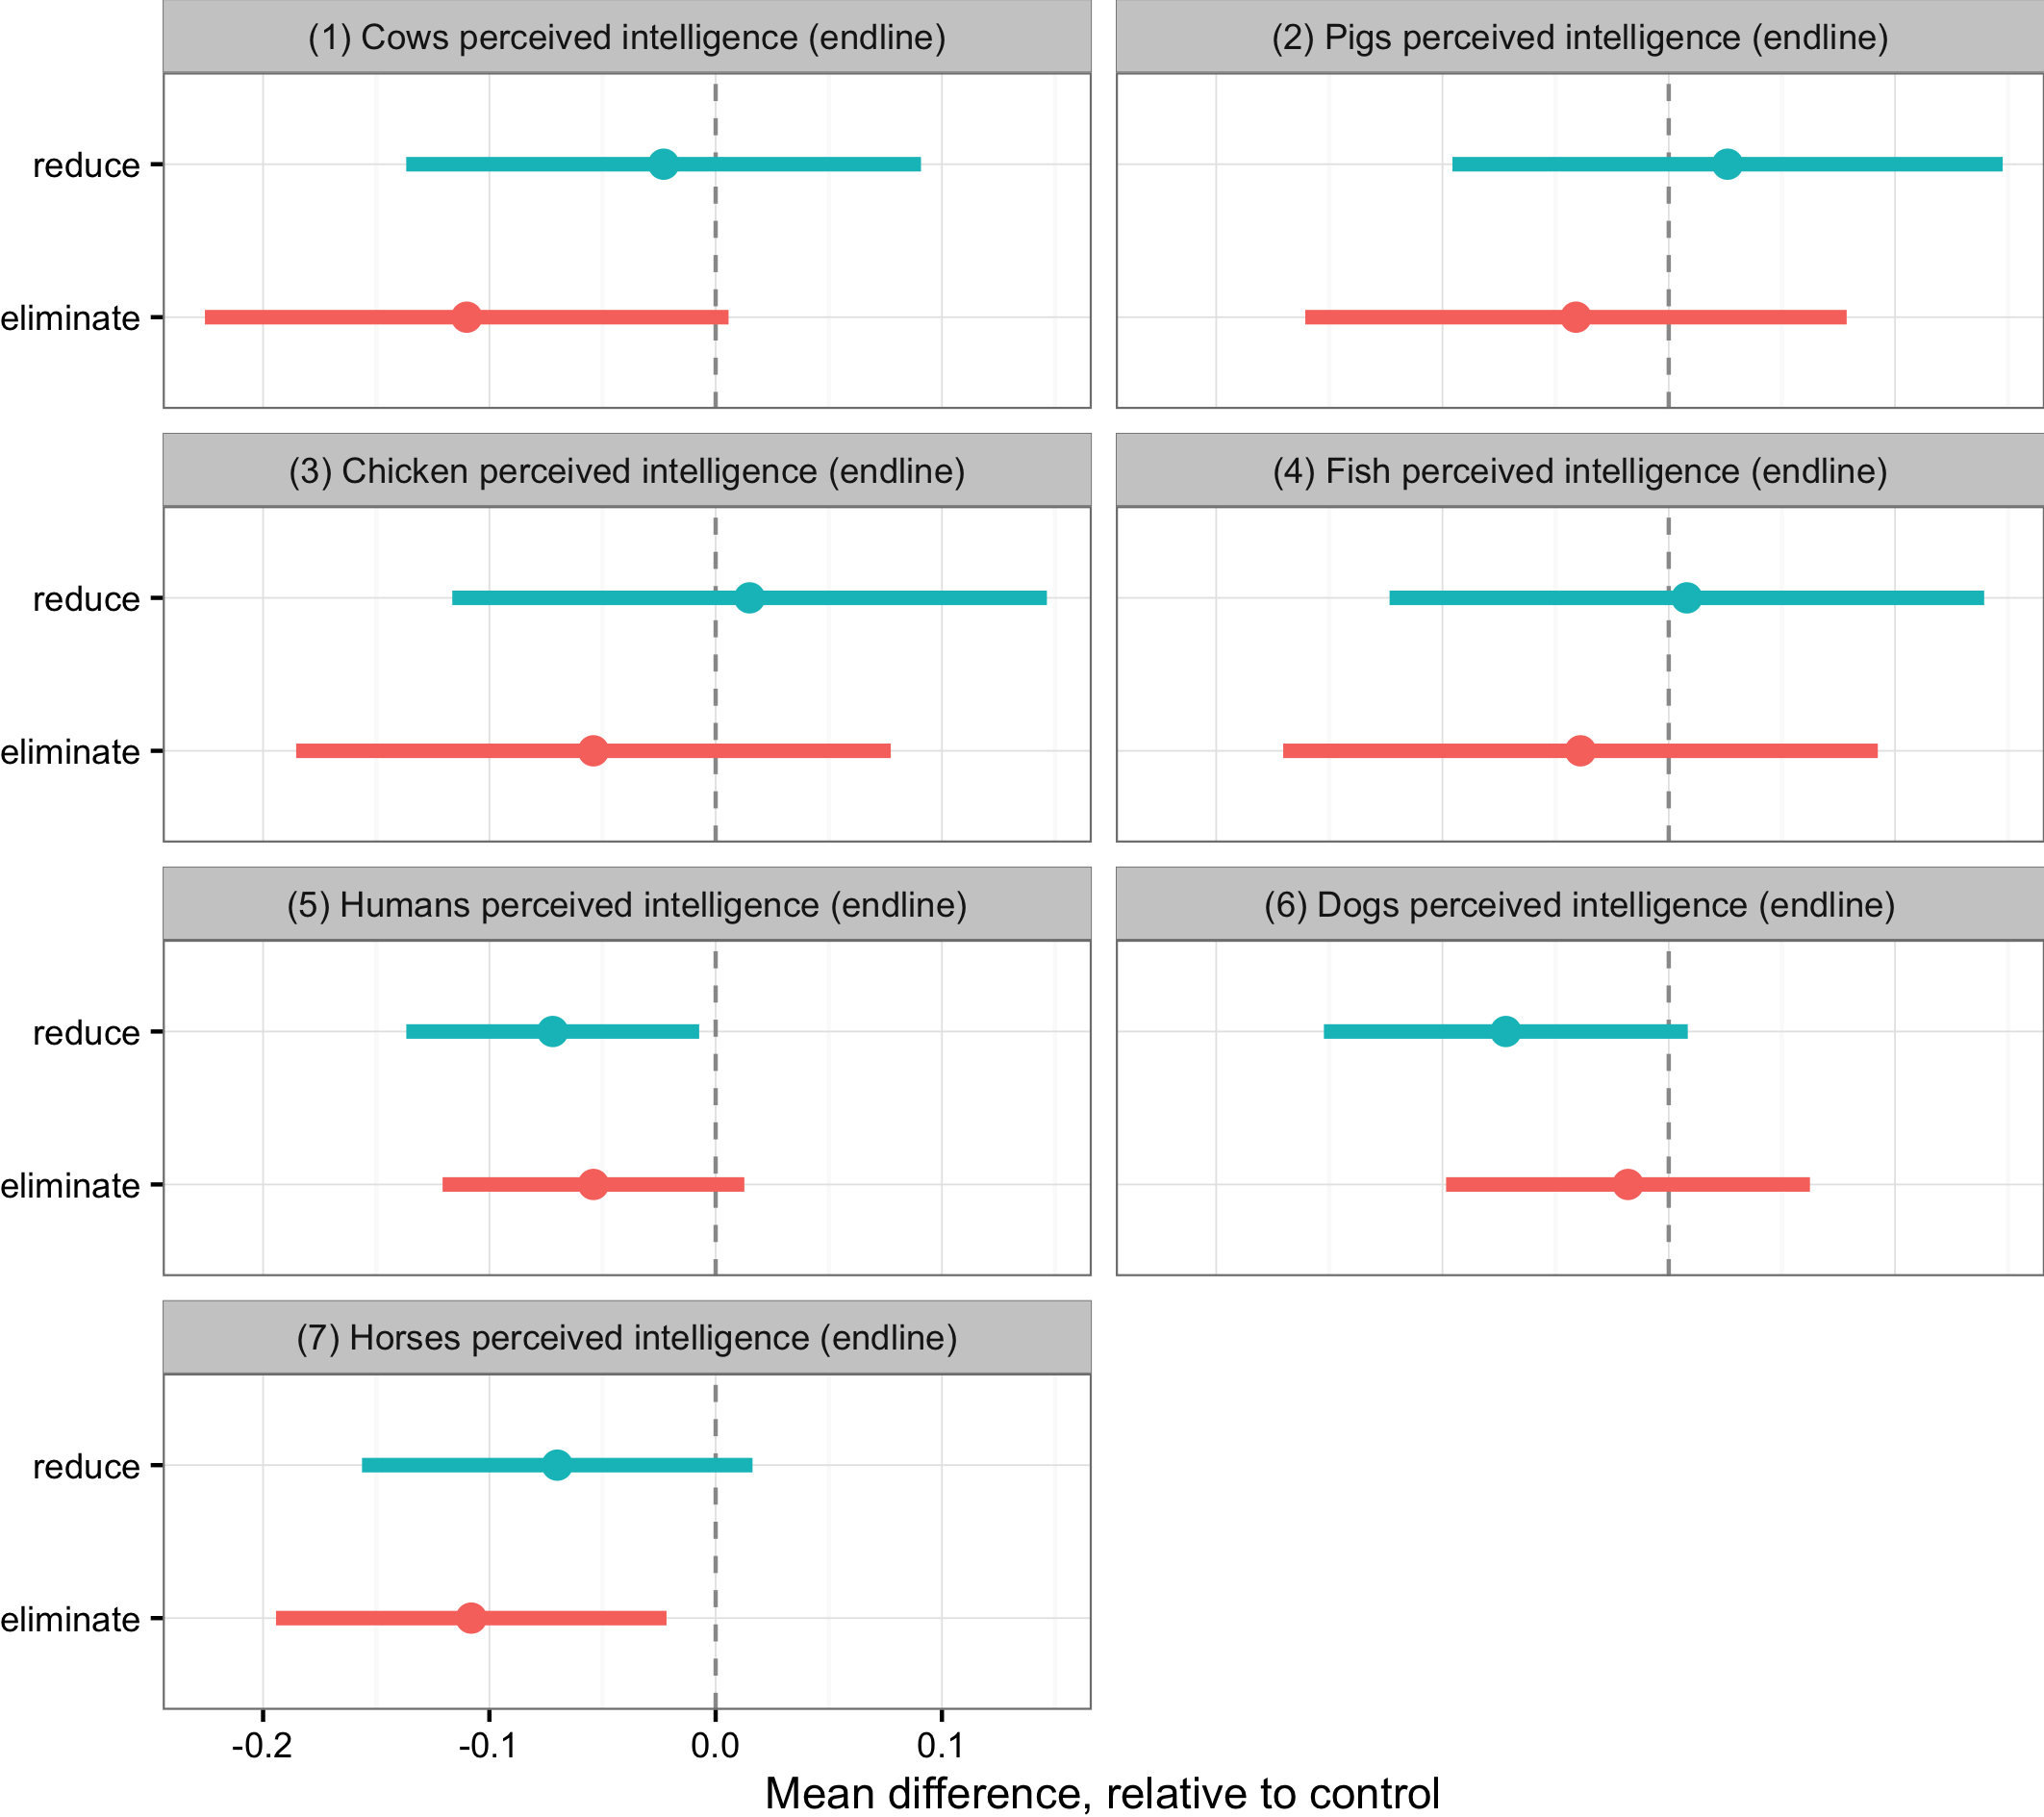 (1) Cows perceived intelligence (endline)
(2) Pigs perceived intelligence (endline)
reduce
eliminate
(3) Chicken perceived intelligence (endline)
(4) Fish perceived intelligence (endline)
reduce
eliminate
(5) Humans perceived intelligence (endline)
(6) Dogs perceived intelligence (endline)
reduce
eliminate
(7) Horses perceived intelligence (endline)
reduce
eliminate
-0.2 -0.1 0.0 0.1
Mean difference, relative to control